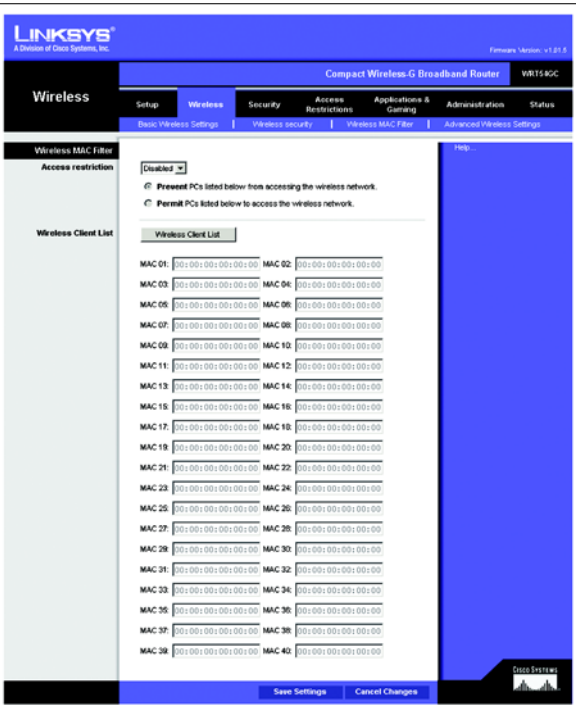 LINKSYS®
A Division of Cisco Systems, Inc.
Firmware Version: v1.01.5
Compact Wireless-G Broadband Router WRT54GC
Wireless
Setup Wireless Security Access Restrictions Applications & Gaming Administration Status
Basic Wireless Settings | Wireless security | Wireless MAC Filter | Advanced Wireless Settings
Wireless MAC Filter
Help...
Access restriction
Disabled
Prevent PCs listed below from accessing the wireless network.
Permit PCs listed below to access the wireless network.
Wireless Client List
Wireless Client List
MAC 01: 00:00:00:00:00:00 MAC 02: 00:00:00:00:00:00
MAC 03: 00:00:00:00:00:00 MAC 04: 00:00:00:00:00:00
MAC 05: 00:00:00:00:00:00 MAC 06: 00:00:00:00:00:00
MAC 07: 00:00:00:00:00:00 MAC 08: 00:00:00:00:00:00
MAC 09: 00:00:00:00:00:00 MAC 10: 00:00:00:00:00:00
MAC 11: 00:00:00:00:00:00 MAC 12: 00:00:00:00:00:00
MAC 13: 00:00:00:00:00:00 MAC 14: 00:00:00:00:00:00
MAC 15: 00:00:00:00:00:00 MAC 16: 00:00:00:00:00:00
MAC 17: 00:00:00:00:00:00 MAC 18: 00:00:00:00:00:00
MAC 19: 00:00:00:00:00:00 MAC 20: 00:00:00:00:00:00
MAC 21: 00:00:00:00:00:00 MAC 22: 00:00:00:00:00:00
MAC 23: 00:00:00:00:00:00 MAC 24: 00:00:00:00:00:00
MAC 25: 00:00:00:00:00:00 MAC 26: 00:00:00:00:00:00
MAC 27: 00:00:00:00:00:00 MAC 28: 00:00:00:00:00:00
MAC 29: 00:00:00:00:00:00 MAC 30: 00:00:00:00:00:00
MAC 31: 00:00:00:00:00:00 MAC 32: 00:00:00:00:00:00
MAC 33: 00:00:00:00:00:00 MAC 34: 00:00:00:00:00:00
MAC 35: 00:00:00:00:00:00 MAC 36: 00:00:00:00:00:00
MAC 37: 00:00:00:00:00:00 MAC 38: 00:00:00:00:00:00
MAC 39: 00:00:00:00:00:00 MAC 40: 00:00:00:00:00:00
CISCO SYSTEMS
Save Settings Cancel Changes